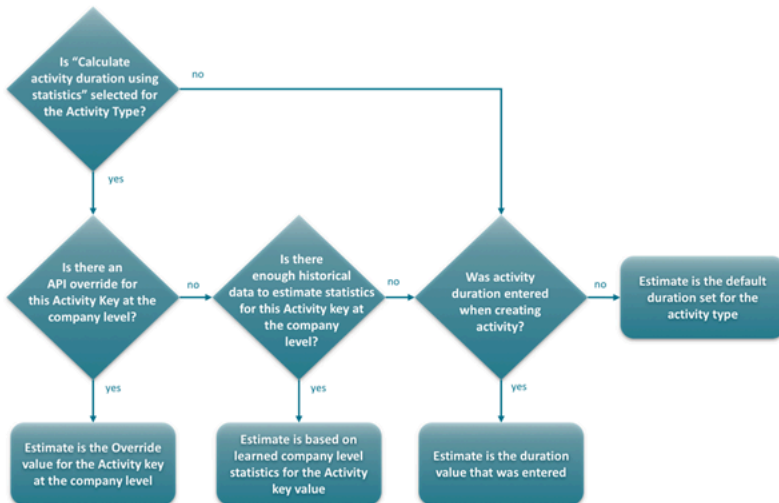 Is “Calculate
activity duration using
statistics” selected for
the Activity Type?
no
yes
Is there an
API override for
this Activity Key at the
company level?
no
Is there
enough historical
data to estimate statistics
for this Activity key at
the company
level?
no
Was activity
duration entered
when creating
activity?
no
Estimate is the default
duration set for the
activity type
yes
yes
yes
Estimate is the Override
value for the Activity key
at the company level
Estimate is based on
learned company level
statistics for the Activity
key value
Estimate is the duration
value that was entered